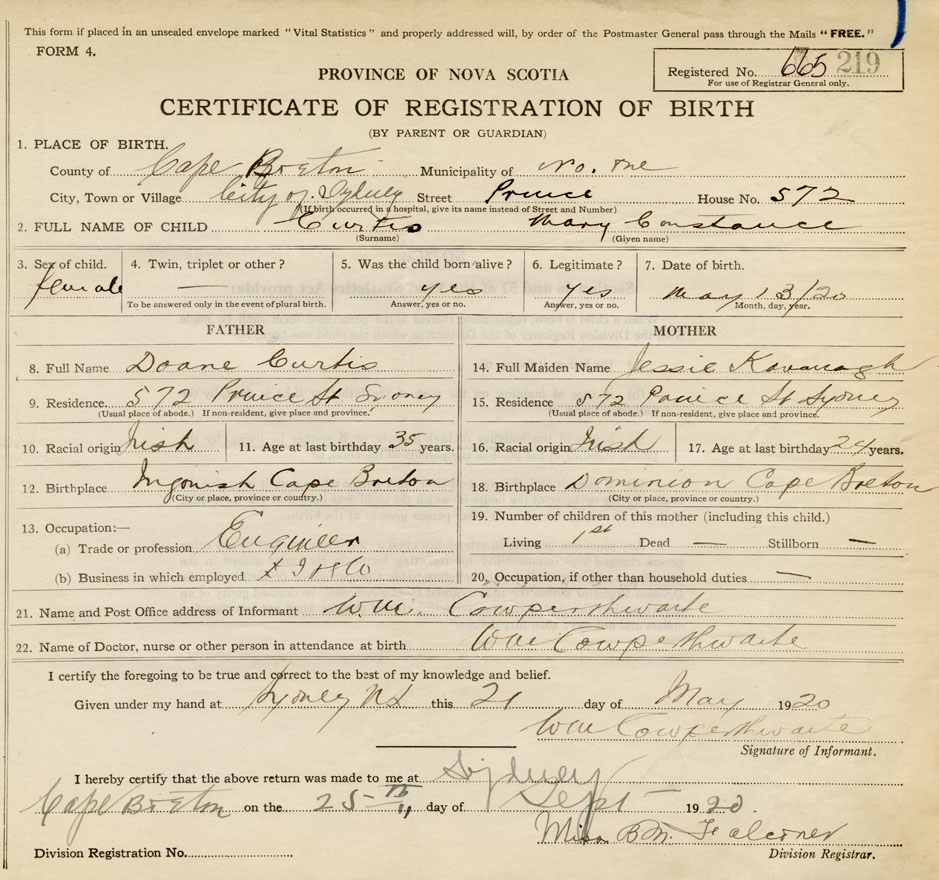 This form if placed in an unsealed envelope marked "Vital Statistics" and properly addressed will, by order of the Postmaster General pass through the Mails "FREE."
FORM 4.
PROVINCE OF NOVA SCOTIA
Registered No. 665 219
For use of Registrar General only.
CERTIFICATE OF REGISTRATION OF BIRTH
(BY PARENT OR GUARDIAN)
1. PLACE OF BIRTH.
County of Cape Breton Municipality of No. One
City, Town or Village City of Sydney Street Prince House No. 572
(If birth occurred in a hospital, give its name instead of Street and Number)
2. FULL NAME OF CHILD Curtis Mary Constance
(Surname) (Given name)
3. Sex of child. 4. Twin, triplet or other? 5. Was the child born alive? 6. Legitimate? 7. Date of birth.
Female — yes yes May 13/20
To be answered only in the event of plural birth. Answer, yes or no. Answer, yes or no. Month, day, year.
FATHER MOTHER
8. Full Name Doane Curtis 14. Full Maiden Name Jessie Kavanagh
9. Residence. 572 Prince St Sydney 15. Residence 572 Prince St Sydney
(Usual place of abode.) If non-resident, give place and province. (Usual place of abode.) If non-resident, give place and province.
10. Racial origin Irish 11. Age at last birthday 35 years. 16. Racial origin Irish 17. Age at last birthday 24 years.
12. Birthplace Ingonish Cape Breton 18. Birthplace Dominion Cape Breton
(City or place, province or country.) (City or place, province or country.)
13. Occupation:— 19. Number of children of this mother (including this child.)
(a) Trade or profession Engineer Living 1st Dead — Stillborn —
(b) Business in which employed 20. Occupation, if other than household duties —
21. Name and Post Office address of Informant Wm. Cowperthwaite
22. Name of Doctor, nurse or other person in attendance at birth Wm Cowperthwaite
I certify the foregoing to be true and correct to the best of my knowledge and belief.
Given under my hand at Sydney NS this 21 day of May 1920
Wm Cowperthwaite
Signature of Informant.
I hereby certify that the above return was made to me at Sydney
Cape Breton on the 25th day of Sept 1920
Miss B.M. Falconer
Division Registration No. Division Registrar.